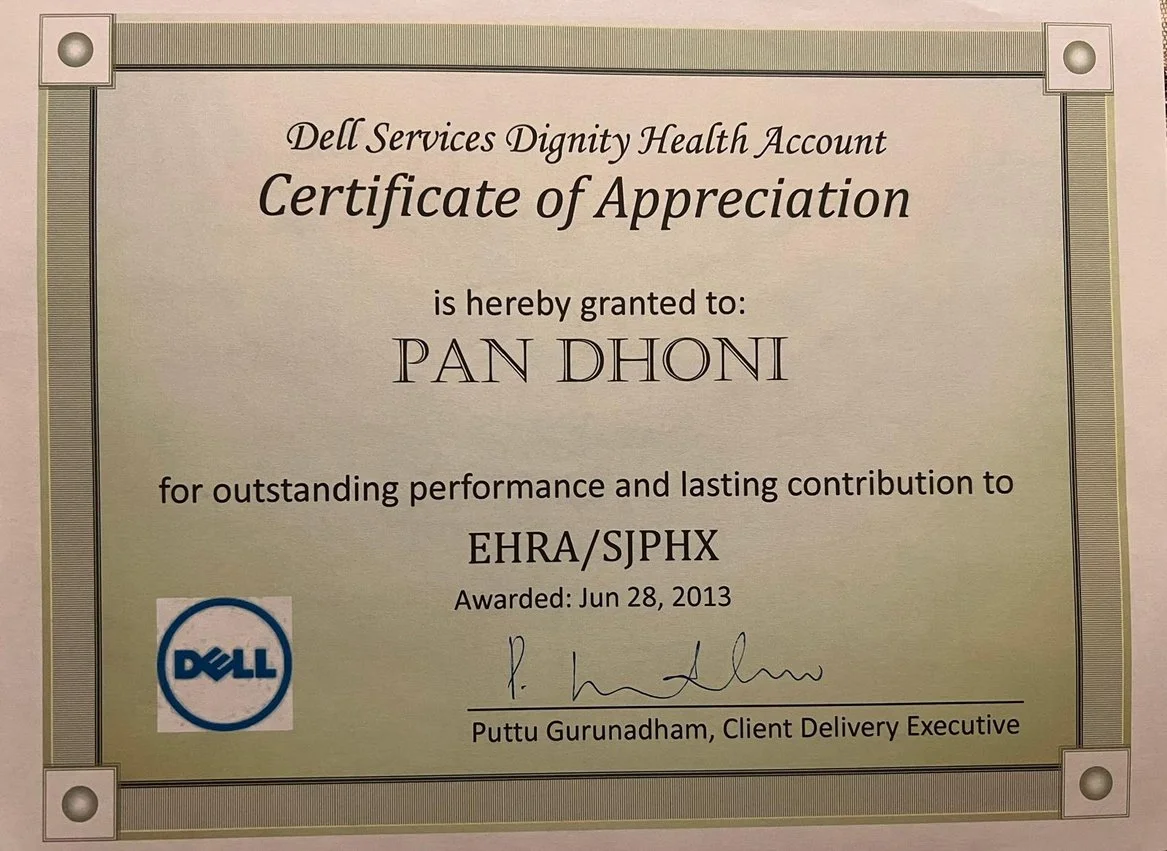 Dell Services Dignity Health Account
Certificate of Appreciation
is hereby granted to:
PAN DHONI
for outstanding performance and lasting contribution to
EHRA/SJPHX
Awarded: Jun 28, 2013
DELL
Puttu Gurunadham, Client Delivery Executive